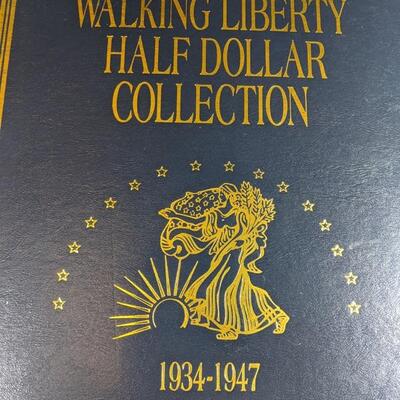 WALKING LIBERTY
HALF DOLLAR
COLLECTION
1934-1947